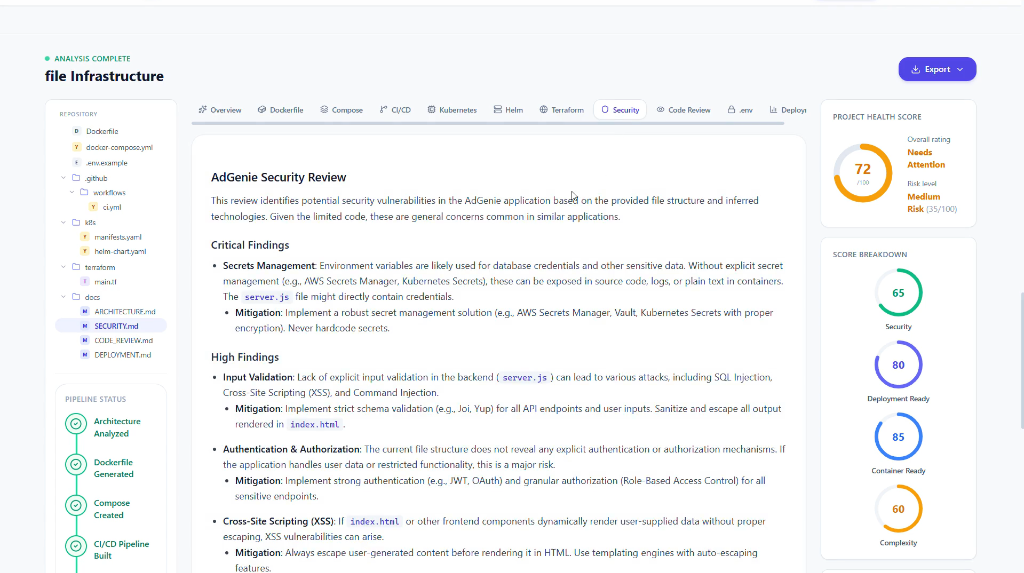 ANALYSIS COMPLETE
file Infrastructure
Export
REPOSITORY
D Dockerfile
Y docker-compose.yml
.env.example
.github
workflows
Y ci.yml
k8s
Y manifests.yaml
Y helm-chart.yaml
terraform
T main.tf
docs
M ARCHITECTURE.md
M SECURITY.md
M CODE_REVIEW.md
M DEPLOYMENT.md
PIPELINE STATUS
Architecture
Analyzed
Dockerfile
Generated
Compose
Created
CI/CD Pipeline
Built
Overview Dockerfile Compose CI/CD Kubernetes Helm Terraform Security Code Review .env Deploy
AdGenie Security Review
This review identifies potential security vulnerabilities in the AdGenie application based on the provided file structure and inferred
technologies. Given the limited code, these are general concerns common in similar applications.
Critical Findings
• Secrets Management: Environment variables are likely used for database credentials and other sensitive data. Without explicit secret
management (e.g., AWS Secrets Manager, Kubernetes Secrets), these can be exposed in source code, logs, or plain text in containers.
The server.js file might directly contain credentials.
• Mitigation: Implement a robust secret management solution (e.g., AWS Secrets Manager, Vault, Kubernetes Secrets with proper
encryption). Never hardcode secrets.
High Findings
• Input Validation: Lack of explicit input validation in the backend ( server.js ) can lead to various attacks, including SQL Injection,
Cross-Site Scripting (XSS), and Command Injection.
• Mitigation: Implement strict schema validation (e.g., Joi, Yup) for all API endpoints and user inputs. Sanitize and escape all output
rendered in index.html .
• Authentication & Authorization: The current file structure does not reveal any explicit authentication or authorization mechanisms. If
the application handles user data or restricted functionality, this is a major risk.
• Mitigation: Implement strong authentication (e.g., JWT, OAuth) and granular authorization (Role-Based Access Control) for all
sensitive endpoints.
• Cross-Site Scripting (XSS): If index.html or other frontend components dynamically render user-supplied data without proper
escaping, XSS vulnerabilities can arise.
• Mitigation: Always escape user-generated content before rendering it in HTML. Use templating engines with auto-escaping
features.
PROJECT HEALTH SCORE
72
/100
Overall rating
Needs
Attention
Risk level
Medium
Risk (35/100)
SCORE BREAKDOWN
65
Security
80
Deployment Ready
85
Container Ready
60
Complexity